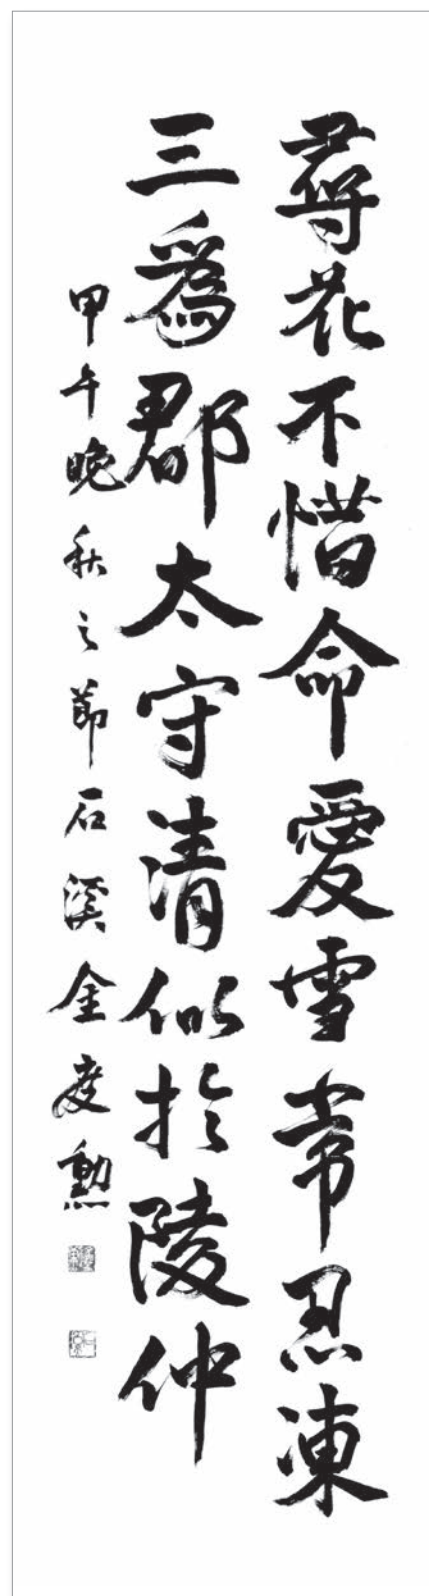 尋花不惜命愛雪常忍凍
三爲郡太守清似於陵仲
甲午晚秋之節石溪金度勳